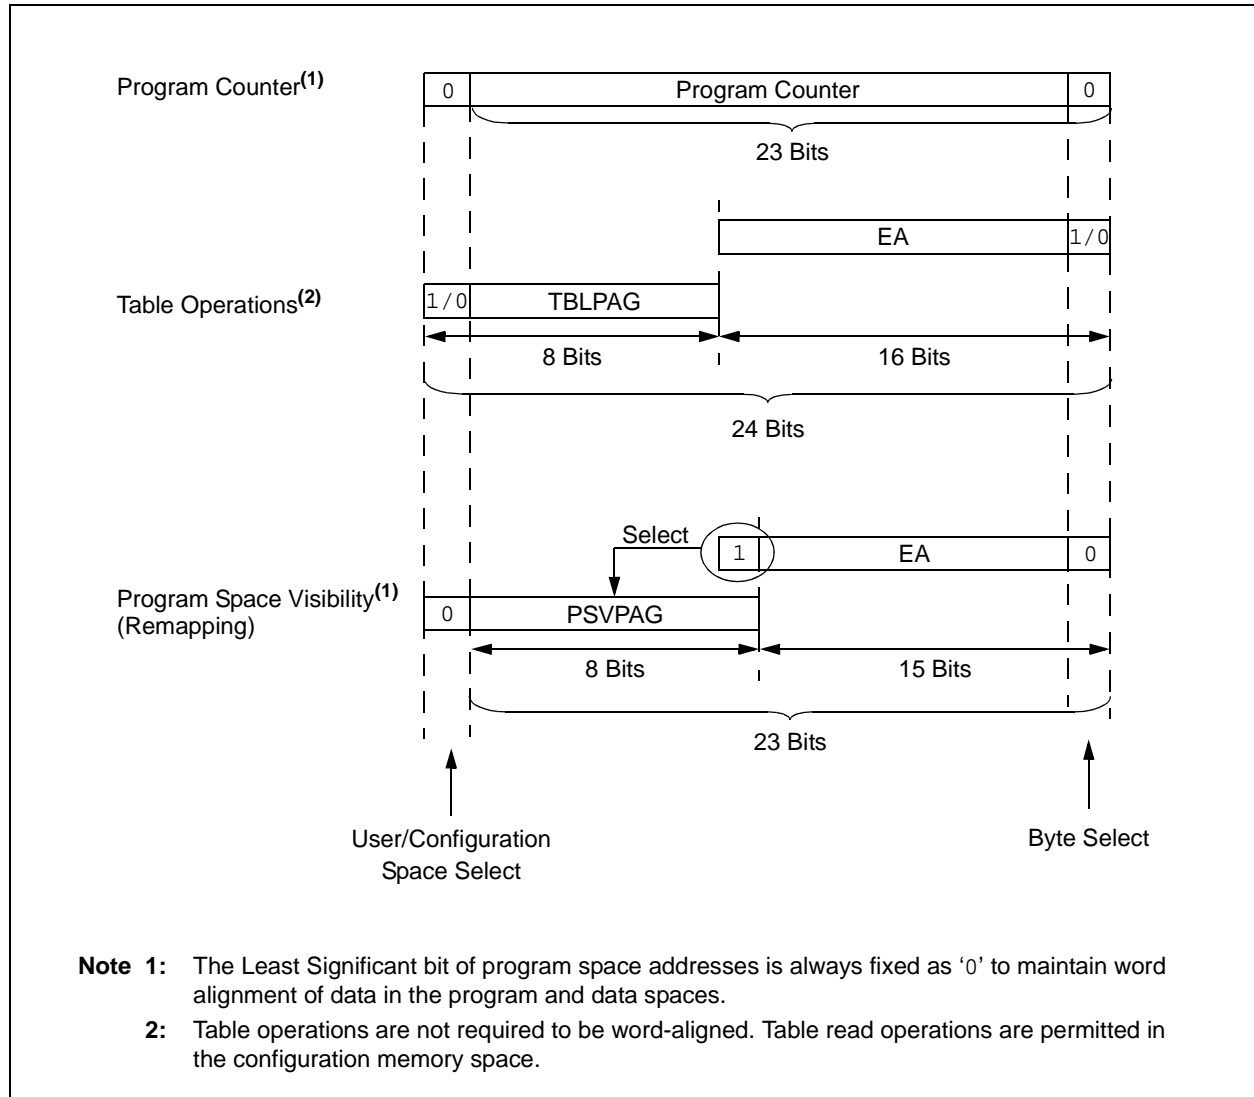 Program Counter(1)
0
Program Counter
0
23 Bits
EA
1/0
Table Operations(2)
1/0
TBLPAG
8 Bits
16 Bits
24 Bits
Select
1
EA
0
Program Space Visibility(1)
(Remapping)
0
PSVPAG
8 Bits
15 Bits
23 Bits
User/Configuration
Space Select
Byte Select
Note 1: The Least Significant bit of program space addresses is always fixed as ‘0’ to maintain word
alignment of data in the program and data spaces.
2: Table operations are not required to be word-aligned. Table read operations are permitted in
the configuration memory space.